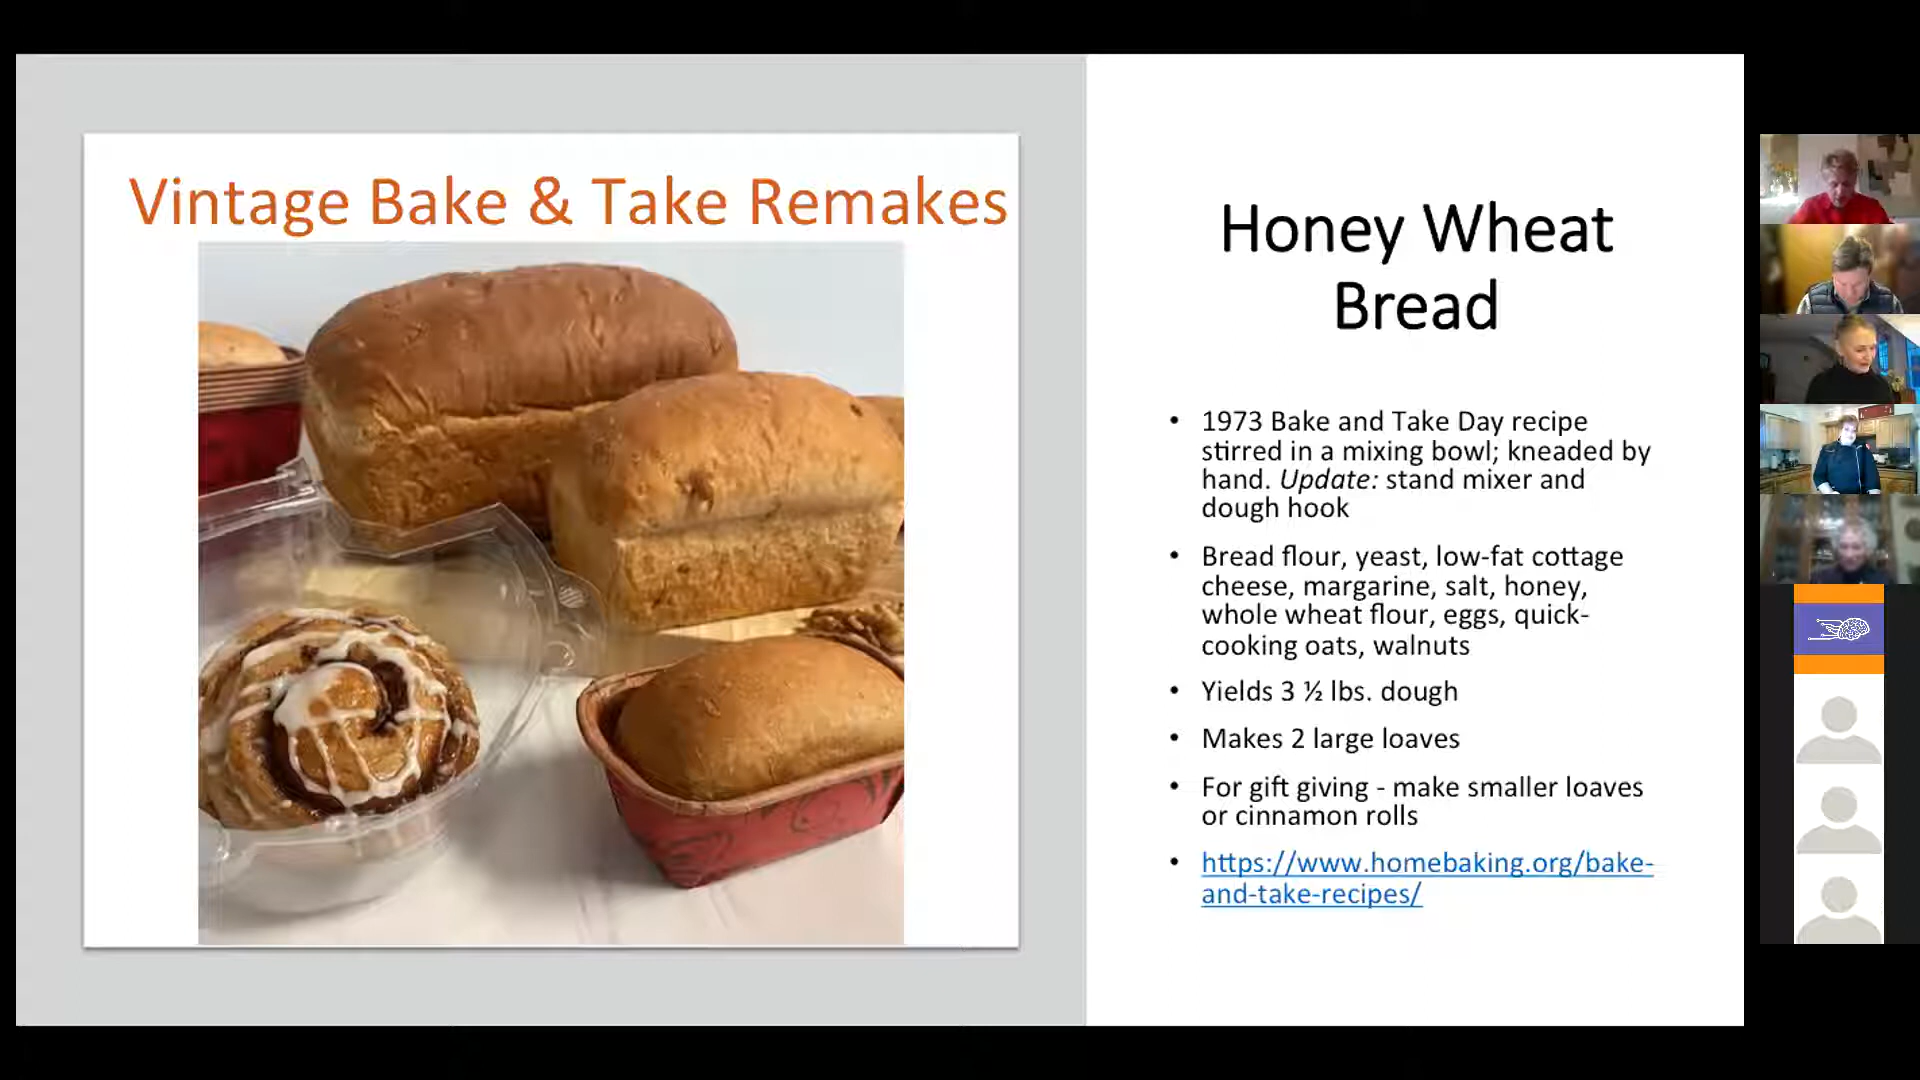 Vintage Bake & Take Remakes
Honey Wheat
Bread
• 1973 Bake and Take Day recipe
stirred in a mixing bowl; kneaded by
hand. Update: stand mixer and
dough hook
• Bread flour, yeast, low-fat cottage
cheese, margarine, salt, honey,
whole wheat flour, eggs, quick-
cooking oats, walnuts
• Yields 3 ½ lbs. dough
• Makes 2 large loaves
• For gift giving - make smaller loaves
or cinnamon rolls
• https://www.homebaking.org/bake-
and-take-recipes/